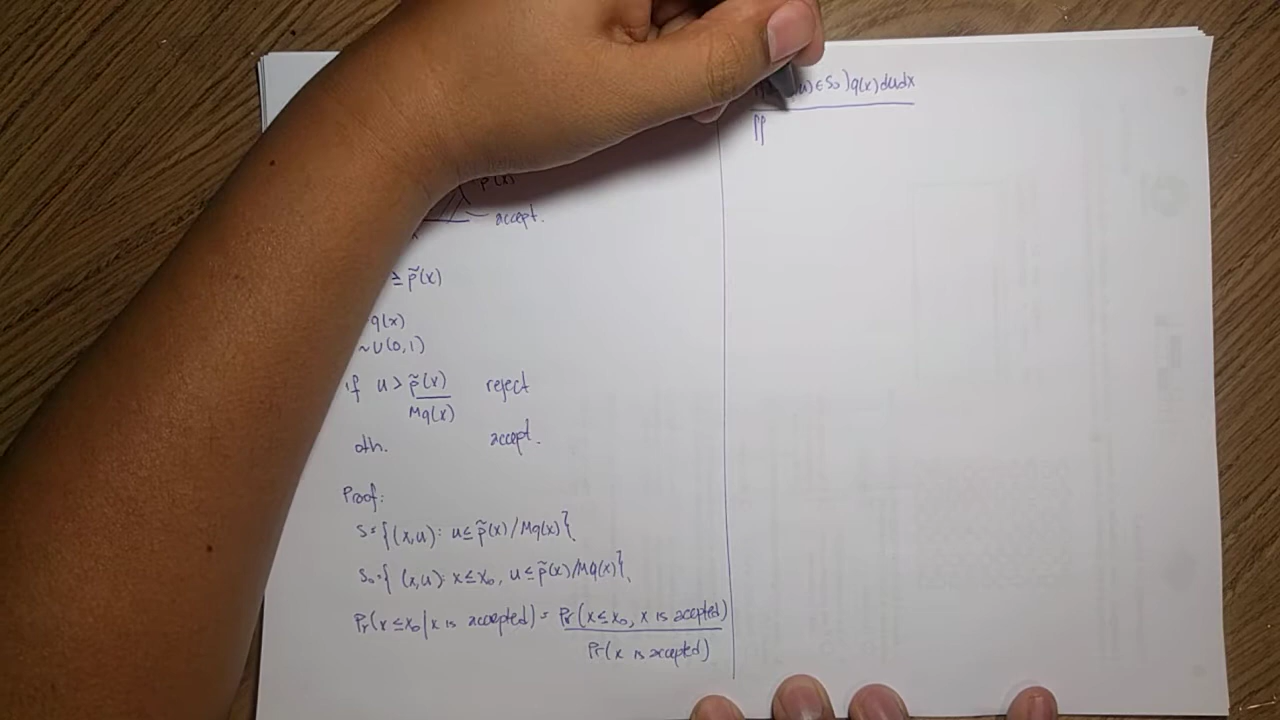 p(x)
accept.
≥ p̃(x)
q(x)
~U(0,1)
if u > p̃(x)/Mq(x) reject
oth. accept.
Proof:
S={(x,u): u≤p̃(x)/Mq(x)}
S₀={(x,u): x≤x₀, u≤p̃(x)/Mq(x)}
Pr(x≤x₀|x is accepted) = Pr(x≤x₀, x is acepted)
Pr(x is accepted)
u)∈S₀)q(x)dudx
∬